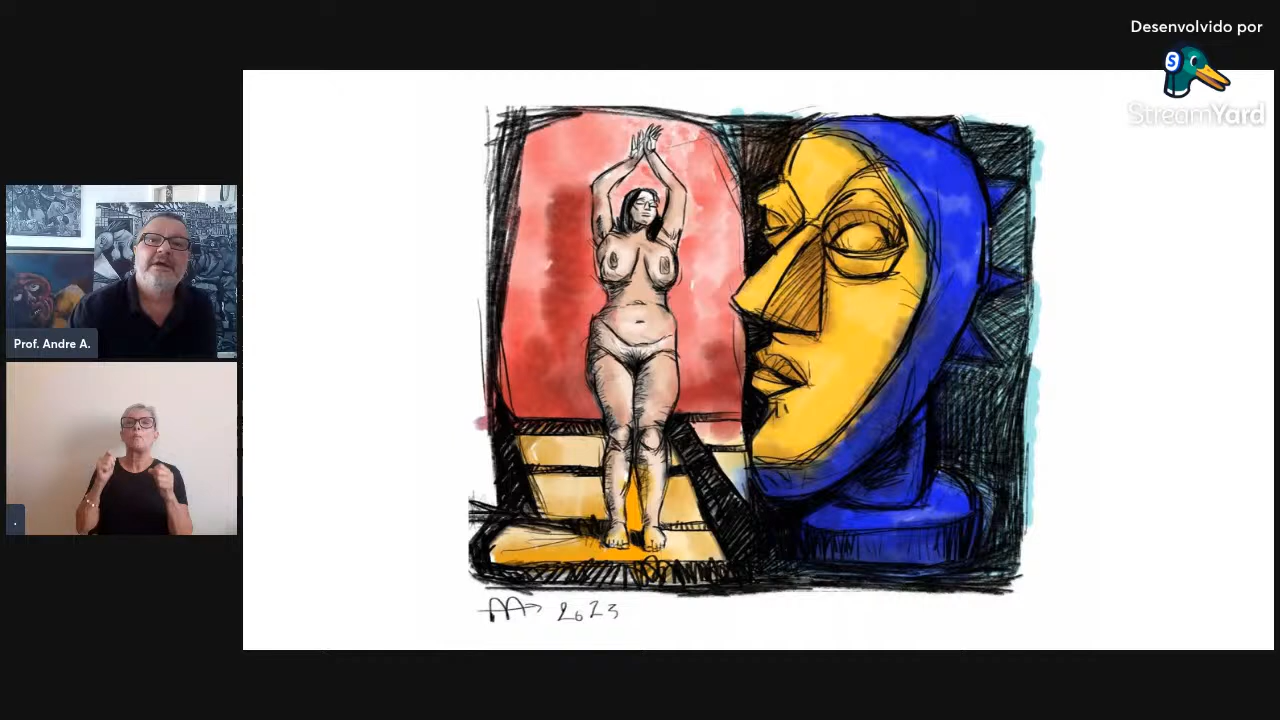 Desenvolvido por
StreamYard
Prof. Andre A.
.
2023